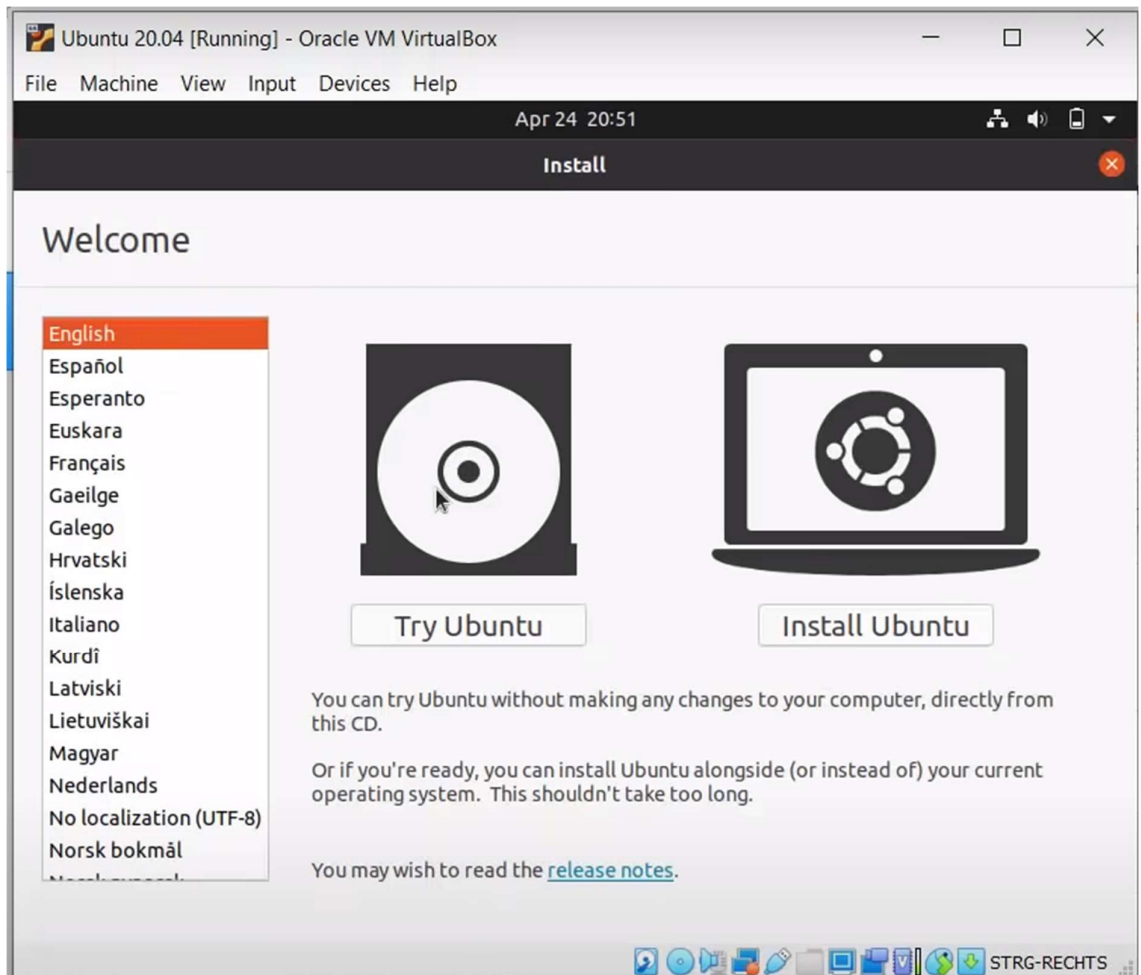 Ubuntu 20.04 [Running] - Oracle VM VirtualBox
File Machine View Input Devices Help
Apr 24 20:51
Install
Welcome
English
Español
Esperanto
Euskara
Français
Gaeilge
Galego
Hrvatski
Íslenska
Italiano
Kurdî
Latviski
Lietuviškai
Magyar
Nederlands
No localization (UTF-8)
Norsk bokmål
Try Ubuntu
Install Ubuntu
You can try Ubuntu without making any changes to your computer, directly from
this CD.
Or if you're ready, you can install Ubuntu alongside (or instead of) your current
operating system. This shouldn't take too long.
You may wish to read the release notes.
STRG-RECHTS